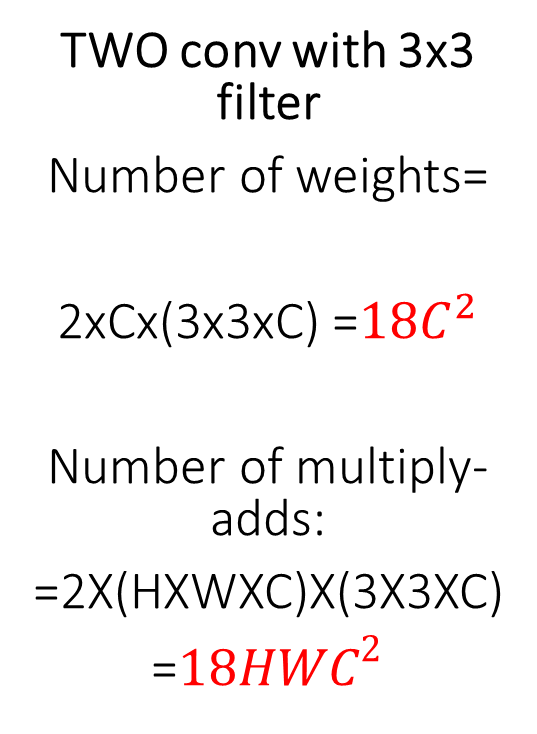 TWO conv with 3x3
filter
Number of weights=
2xCx(3x3xC) =18C²
Number of multiply-
adds:
=2X(HXWXC)X(3X3XC)
=18HWC²